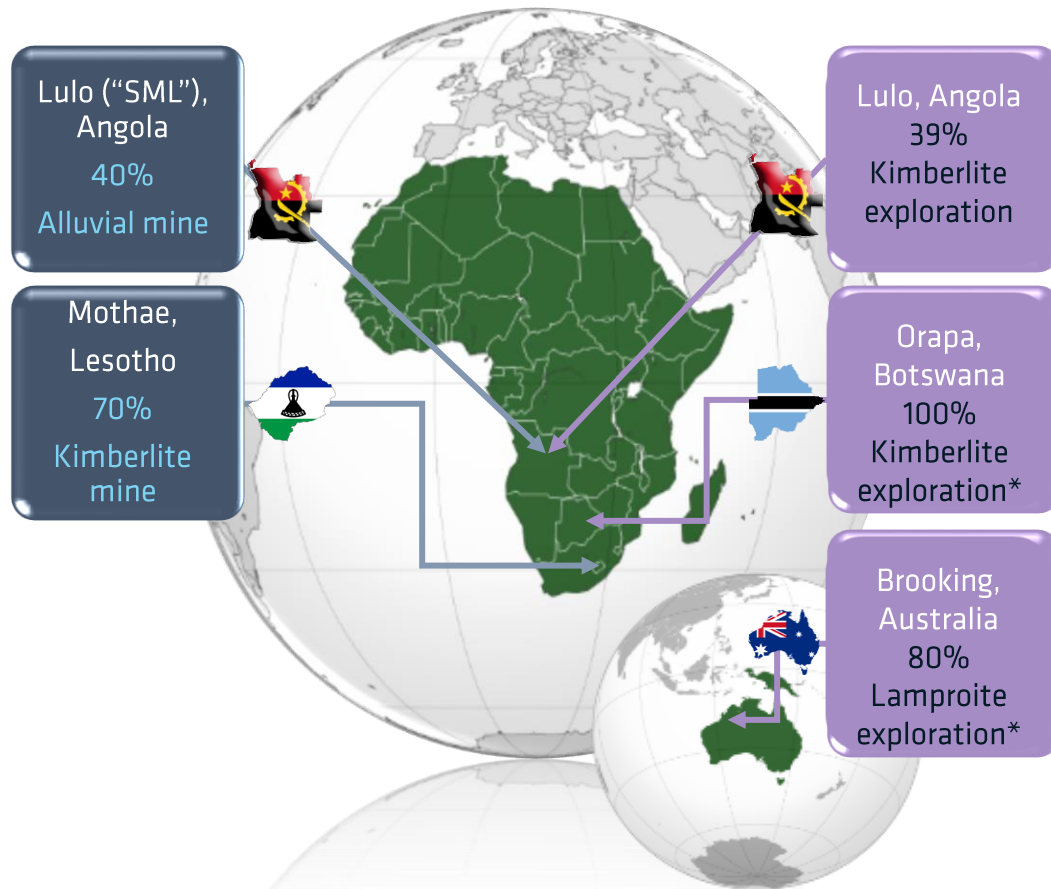 Lulo (“SML”),
Angola
40%
Alluvial mine
Mothae,
Lesotho
70%
Kimberlite
mine
Lulo, Angola
39%
Kimberlite
exploration
Orapa,
Botswana
100%
Kimberlite
exploration*
Brooking,
Australia
80%
Lamproite
exploration*